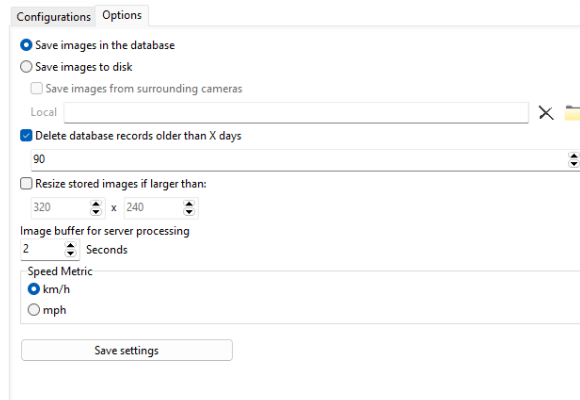 Configurations Options
Save images in the database
Save images to disk
Save images from surrounding cameras
Local
Delete database records older than X days
90
Resize stored images if larger than:
320 x 240
Image buffer for server processing
2 Seconds
Speed Metric
km/h
mph
Save settings